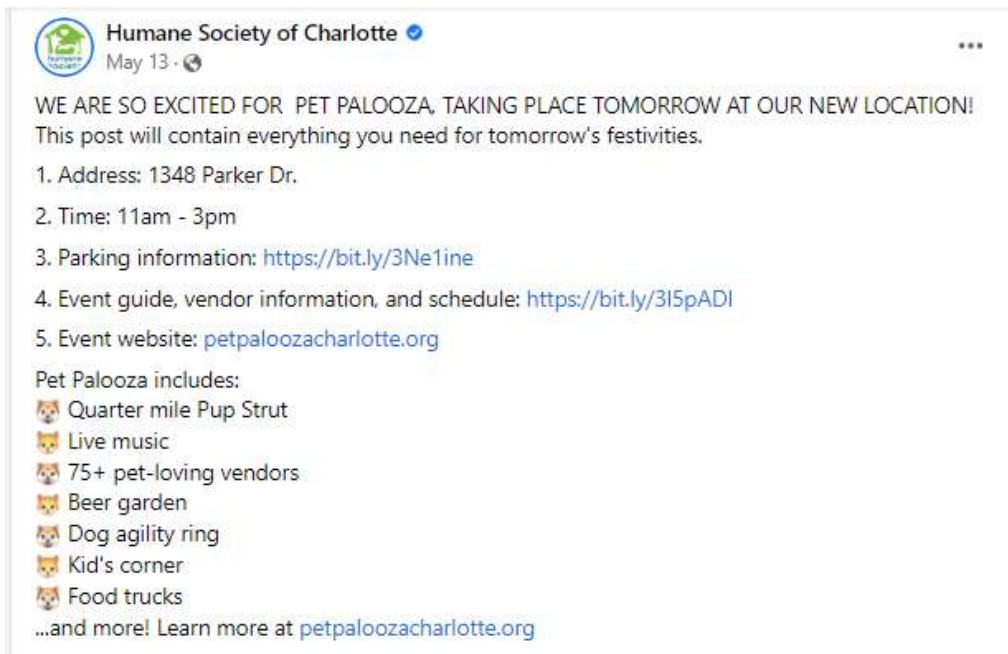 Humane Society of Charlotte
May 13 ·
WE ARE SO EXCITED FOR  PET PALOOZA, TAKING PLACE TOMORROW AT OUR NEW LOCATION!
This post will contain everything you need for tomorrow's festivities.
1. Address: 1348 Parker Dr.
2. Time: 11am - 3pm
3. Parking information: https://bit.ly/3Ne1ine
4. Event guide, vendor information, and schedule:
5. Event website: petpaloozacharlotte.org
Pet Palooza includes:
🐶 Quarter mile Pup Strut
🐱 Live music
🐶 75+ pet-loving vendors
🐱 Beer garden
🐶 Dog agility ring
🐱 Kid's corner
🐶 Food trucks
...and more! Learn more at petpaloozacharlotte.org